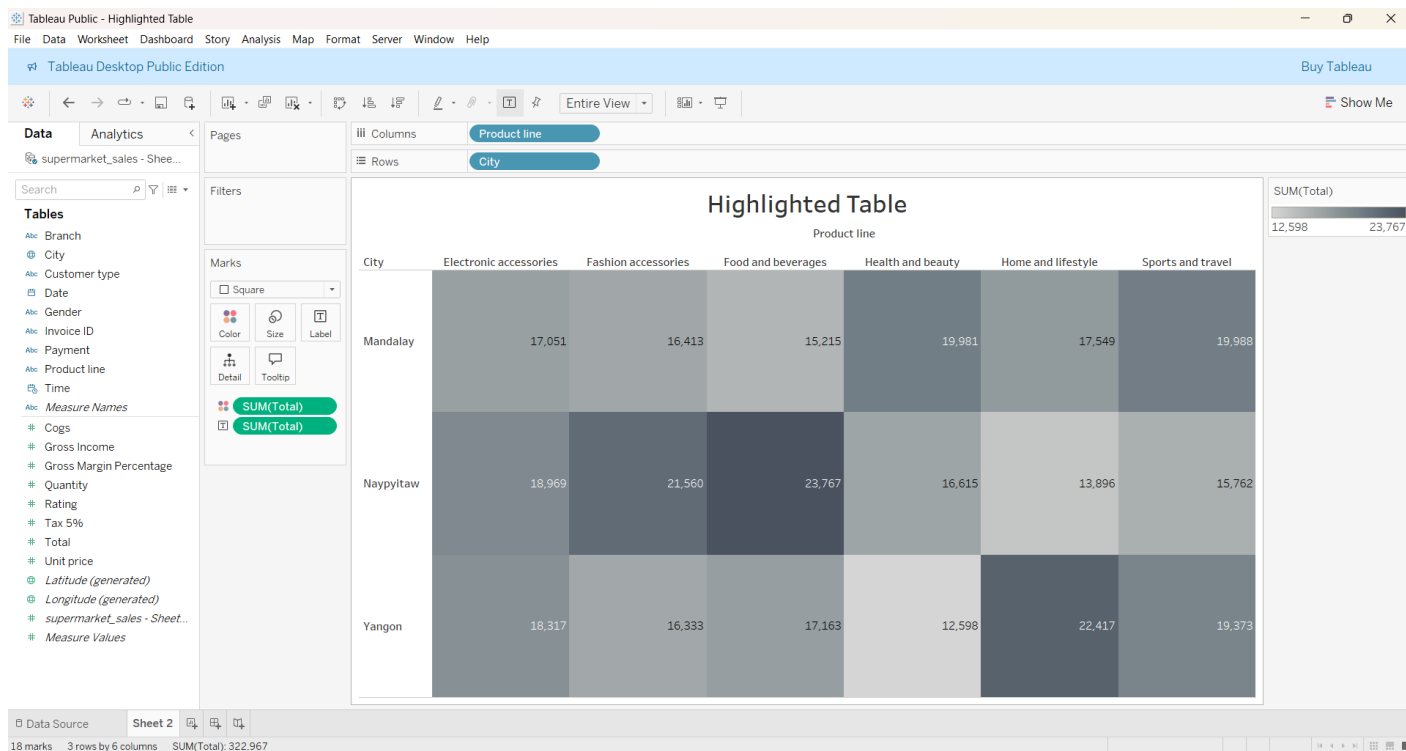 Tableau Public - Highlighted Table
File Data Worksheet Dashboard Story Analysis Map Format Server Window Help
Tableau Desktop Public Edition
Buy Tableau
Entire View
Show Me
Data Analytics
supermarket_sales - Shee...
Search
Tables
Abc Branch
City
Abc Customer type
Date
Abc Gender
Abc Invoice ID
Abc Payment
Abc Product line
Time
Abc Measure Names
# Cogs
# Gross Income
# Gross Margin Percentage
# Quantity
# Rating
# Tax 5%
# Total
# Unit price
Latitude (generated)
Longitude (generated)
# supermarket_sales - Sheet...
# Measure Values
Pages
Filters
Marks
Square
Color Size Label
Detail Tooltip
SUM(Total)
SUM(Total)
Columns Product line
Rows City
Highlighted Table
Product line
City Electronic accessories Fashion accessories Food and beverages Health and beauty Home and lifestyle Sports and travel
Mandalay 17,051 16,413 15,215 19,981 17,549 19,988
Naypyitaw 18,969 21,560 23,767 16,615 13,896 15,762
Yangon 18,317 16,333 17,163 12,598 22,417 19,373
SUM(Total)
12,598 23,767
Data Source Sheet 2
18 marks 3 rows by 6 columns SUM(Total): 322,967